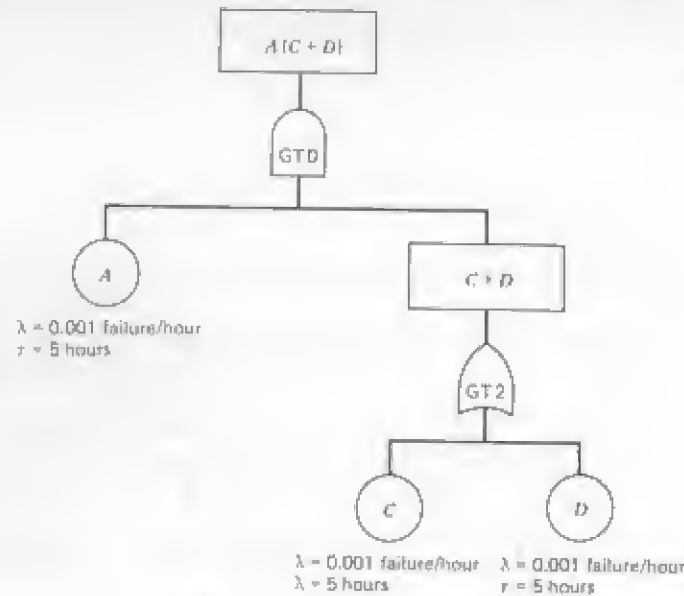 A (C + D)
GTD
A
λ = 0.001 failure/hour
τ = 5 hours
C + D
GT2
C
D
λ = 0.001 failure/hour
λ = 5 hours
λ = 0.001 failure/hour
τ = 5 hours